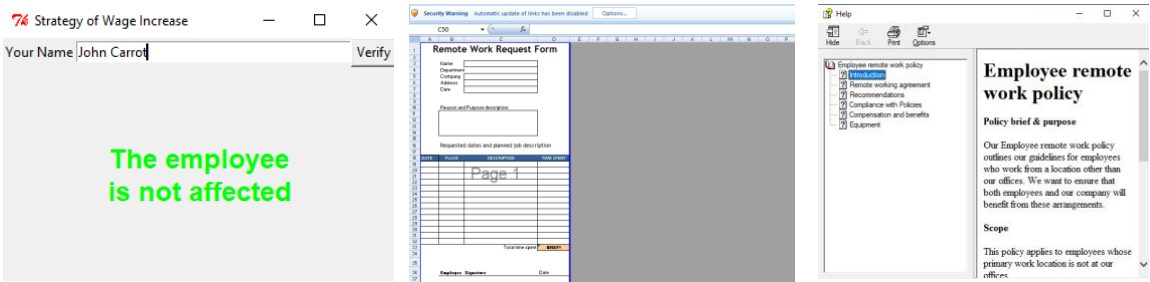 Strategy of Wage Increase
Your Name John Carrot Verify
The employee
is not affected
Security Warning Automatic update of links has been disabled Options...
C50 fx
A B C D E F G H I J K L M N O P
Remote Work Request Form
Name
Department
Company
Address
Date
Reason and Purpose description
Requested dates and planned job description
DATE PLACE DESCRIPTION TIME SPENT
Page 1
Total time spent
Employee Signature Date
Help
Hide Back Print Options
Employee remote work policy
Introduction
Remote working agreement
Recommendations
Compliance with Policies
Compensation and benefits
Equipment
Employee remote
work policy
Policy brief & purpose
Our Employee remote work policy
outlines our guidelines for employees
who work from a location other than
our offices. We want to ensure that
both employees and our company will
benefit from these arrangements.
Scope
This policy applies to employees whose
primary work location is not at our
offices